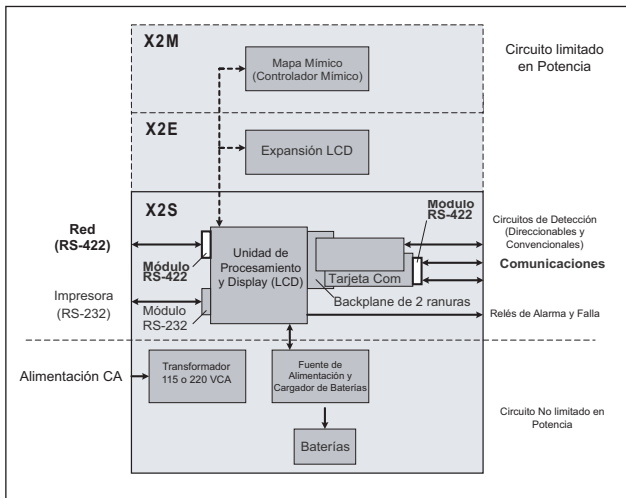 X2M
Mapa Mímico
(Controlador Mímico)
Circuito limitado
en Potencia
X2E
Expansión LCD
X2S
Red
(RS-422)
Módulo
RS-422
Unidad de
Procesamiento
y Display (LCD)
Módulo
RS-422
Tarjeta Com
Backplane de 2 ranuras
Circuitos de Detección
(Direccionables y
Convencionales)
Comunicaciones
Impresora
(RS-232)
Módulo
RS-232
Relés de Alarma y Falla
Alimentación CA
Transformador
115 o 220 VCA
Fuente de
Alimentación y
Cargador de Baterías
Baterías
Circuito No limitado en
Potencia